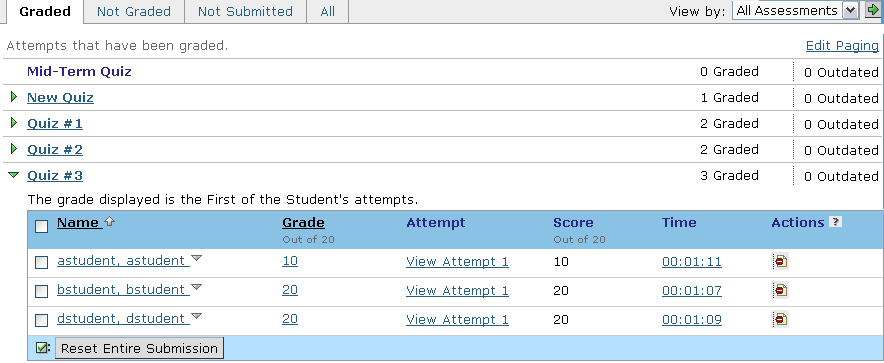 Graded Not Graded Not Submitted All View by: All Assessments
Attempts that have been graded. Edit Paging
Mid-Term Quiz 0 Graded 0 Outdated
New Quiz 1 Graded 0 Outdated
Quiz #1 2 Graded 0 Outdated
Quiz #2 2 Graded 0 Outdated
Quiz #3 3 Graded 0 Outdated
The grade displayed is the First of the Student's attempts.
Name Grade Attempt Score Time Actions ?
Out of 20 Out of 20
astudent, astudent 10 View Attempt 1 10 00:01:11
bstudent, bstudent 20 View Attempt 1 20 00:01:07
dstudent, dstudent 20 View Attempt 1 20 00:01:09
Reset Entire Submission